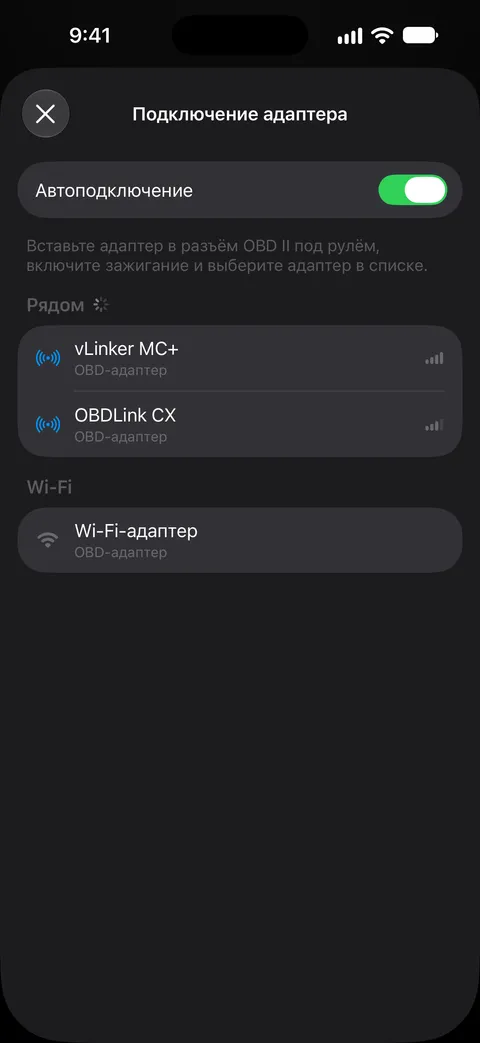 9:41
Подключение адаптера
Автоподключение
Вставьте адаптер в разъём OBD II под рулём,
включите зажигание и выберите адаптер в списке.
Рядом
vLinker MC+
OBD-адаптер
OBDLink CX
OBD-адаптер
Wi-Fi
Wi-Fi-адаптер
OBD-адаптер